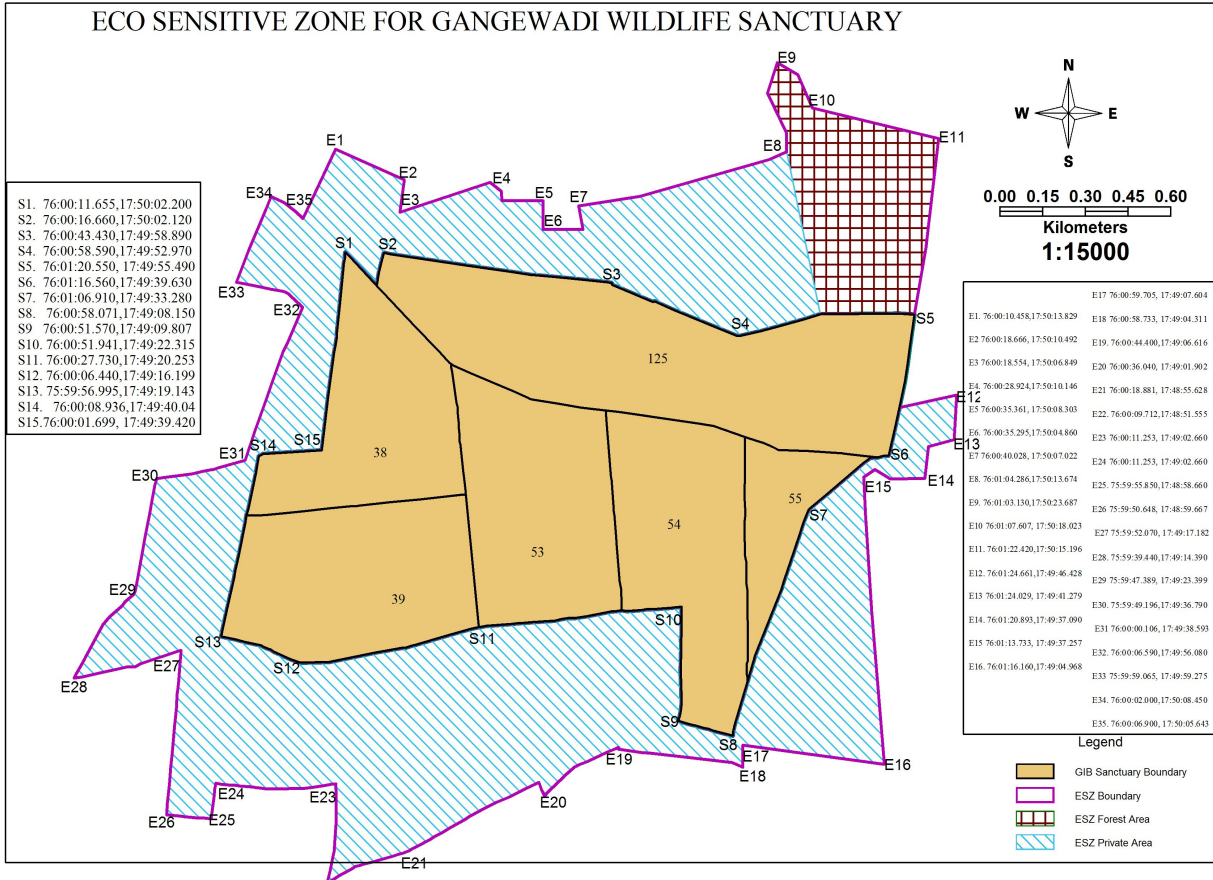 ECO SENSITIVE ZONE FOR GANGEWADI WILDLIFE SANCTUARY
E9
E10
E11
N
W E
S
0.00 0.15 0.30 0.45 0.60
Kilometers
1:15000
E1
E2
E3
E4
E5
E6
E7
E8
E34
E35
E33
E32
S1
S2
S3
S4
S5
125
S1. 76:00:11.655,17:50:02.200
S2. 76:00:16.660,17:50:02.120
S3. 76:00:43.430,17:49:58.890
S4. 76:00:58.590,17:49:52.970
S5. 76:01:20.550, 17:49:55.490
S6. 76:01:16.560,17:49:39.630
S7. 76:01:06.910,17:49:33.280
S8. 76:00:58.071,17:49:08.150
S9 76:00:51.570,17:49:09.807
S10. 76:00:51.941,17:49:22.315
S11. 76:00:27.730,17:49:20.253
S12. 76:00:06.440,17:49:16.199
S13. 75:59:56.995,17:49:19.143
S14. 76:00:08.936,17:49:40.04
S15.76:00:01.699, 17:49:39.420
E12
E13
E14
E15
S6
S7
E31
E30
S14
S15
38
55
54
53
39
E29
E28
E27
S13
S12
S11
S10
S9
S8
E17
E18
E16
E19
E20
E21
E23
E24
E25
E26
E1. 76:00:10.458,17:50:13.829
E2 76:00:18.666, 17:50:10.492
E3 76:00:18.554, 17:50:06.849
E4. 76:00:28.924,17:50:10.146
E5 76:00:35.361, 17:50:08.303
E6. 76:00:35.295,17:50:04.860
E7 76:00:40.028, 17:50:07.022
E8. 76:01:04.286,17:50:13.674
E9. 76:01:03.130,17:50:23.687
E10 76:01:07.607, 17:50:18.023
E11. 76:01:22.420,17:50:15.196
E12. 76:01:24.661,17:49:46.428
E13 76:01:24.029, 17:49:41.279
E14. 76:01:20.893,17:49:37.090
E15 76:01:13.733, 17:49:37.257
E16. 76:01:16.160,17:49:04.968
E17 76:00:59.705, 17:49:07.604
E18 76:00:58.733, 17:49:04.311
E19. 76:00:44.400,17:49:06.616
E20 76:00:36.040, 17:49:01.902
E21 76:00:18.881, 17:48:55.628
E22. 76:00:09.712,17:48:51.555
E23 76:00:11.253, 17:49:02.660
E24 76:00:11.253, 17:49:02.660
E25. 75:59:55.850,17:48:58.660
E26 75:59:50.648, 17:48:59.667
E27 75:59:52.070, 17:49:17.182
E28. 75:59:39.440,17:49:14.390
E29 75:59:47.389, 17:49:23.399
E30. 75:59:49.196,17:49:36.790
E31 76:00:00.106, 17:49:38.593
E32. 76:00:06.590,17:49:56.080
E33 75:59:59.065, 17:49:59.275
E34. 76:00:02.000,17:50:08.450
E35. 76:00:06.900, 17:50:05.643
Legend
GIB Sanctuary Boundary
ESZ Boundary
ESZ Forest Area
ESZ Private Area